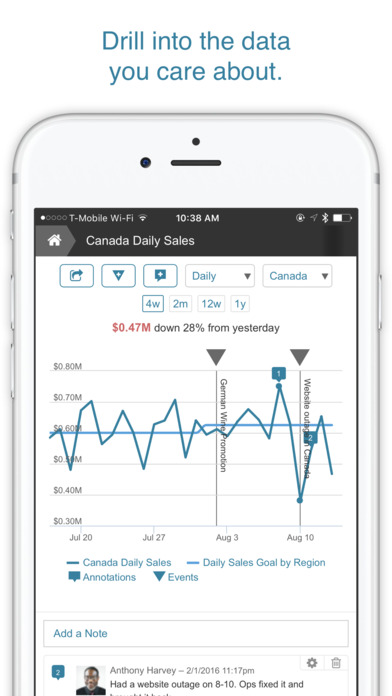 Drill into the data
you care about.
T-Mobile Wi-Fi
10:38 AM
Canada Daily Sales
Daily ▼
Canada ▼
4w 2m 12w 1y
$0.47M down 28% from yesterday
$0.80M
$0.70M
$0.60M
$0.50M
$0.40M
$0.30M
German Wine Promotion
Website outage in Canada
1
2
Jul 20 Jul 27 Aug 3 Aug 10
Canada Daily Sales Daily Sales Goal by Region
Annotations Events
Add a Note
2
Anthony Harvey – 2/1/2016 11:17pm
Had a website outage on 8-10. Ops fixed it and
brought it back